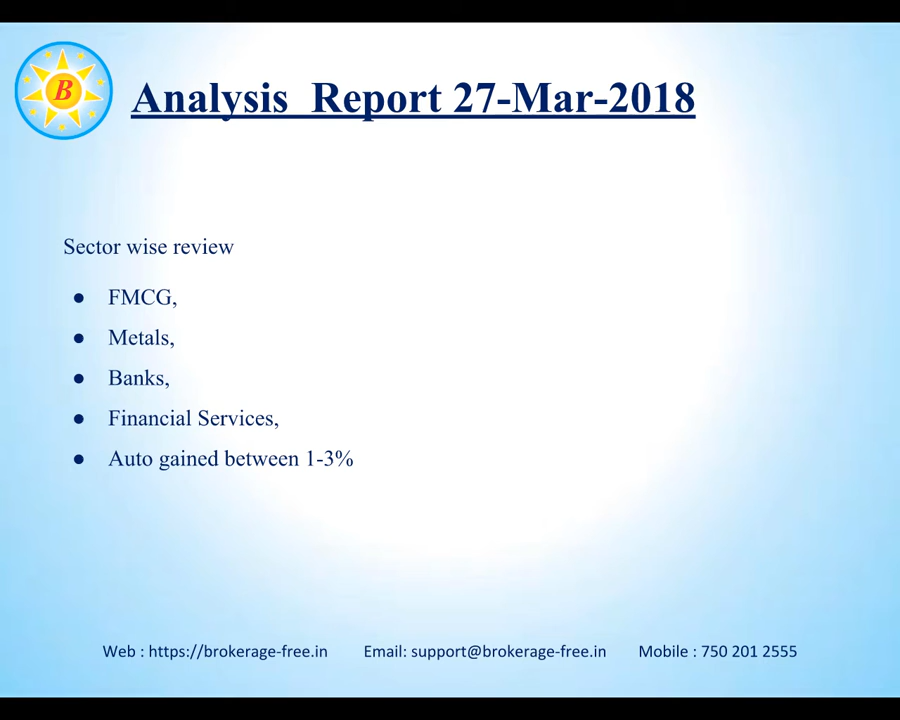 B
Analysis  Report 27-Mar-2018
Sector wise review
● FMCG,
● Metals,
● Banks,
● Financial Services,
● Auto gained between 1-3%
Web : https://brokerage-free.in Email: support@brokerage-free.in Mobile : 750 201 2555